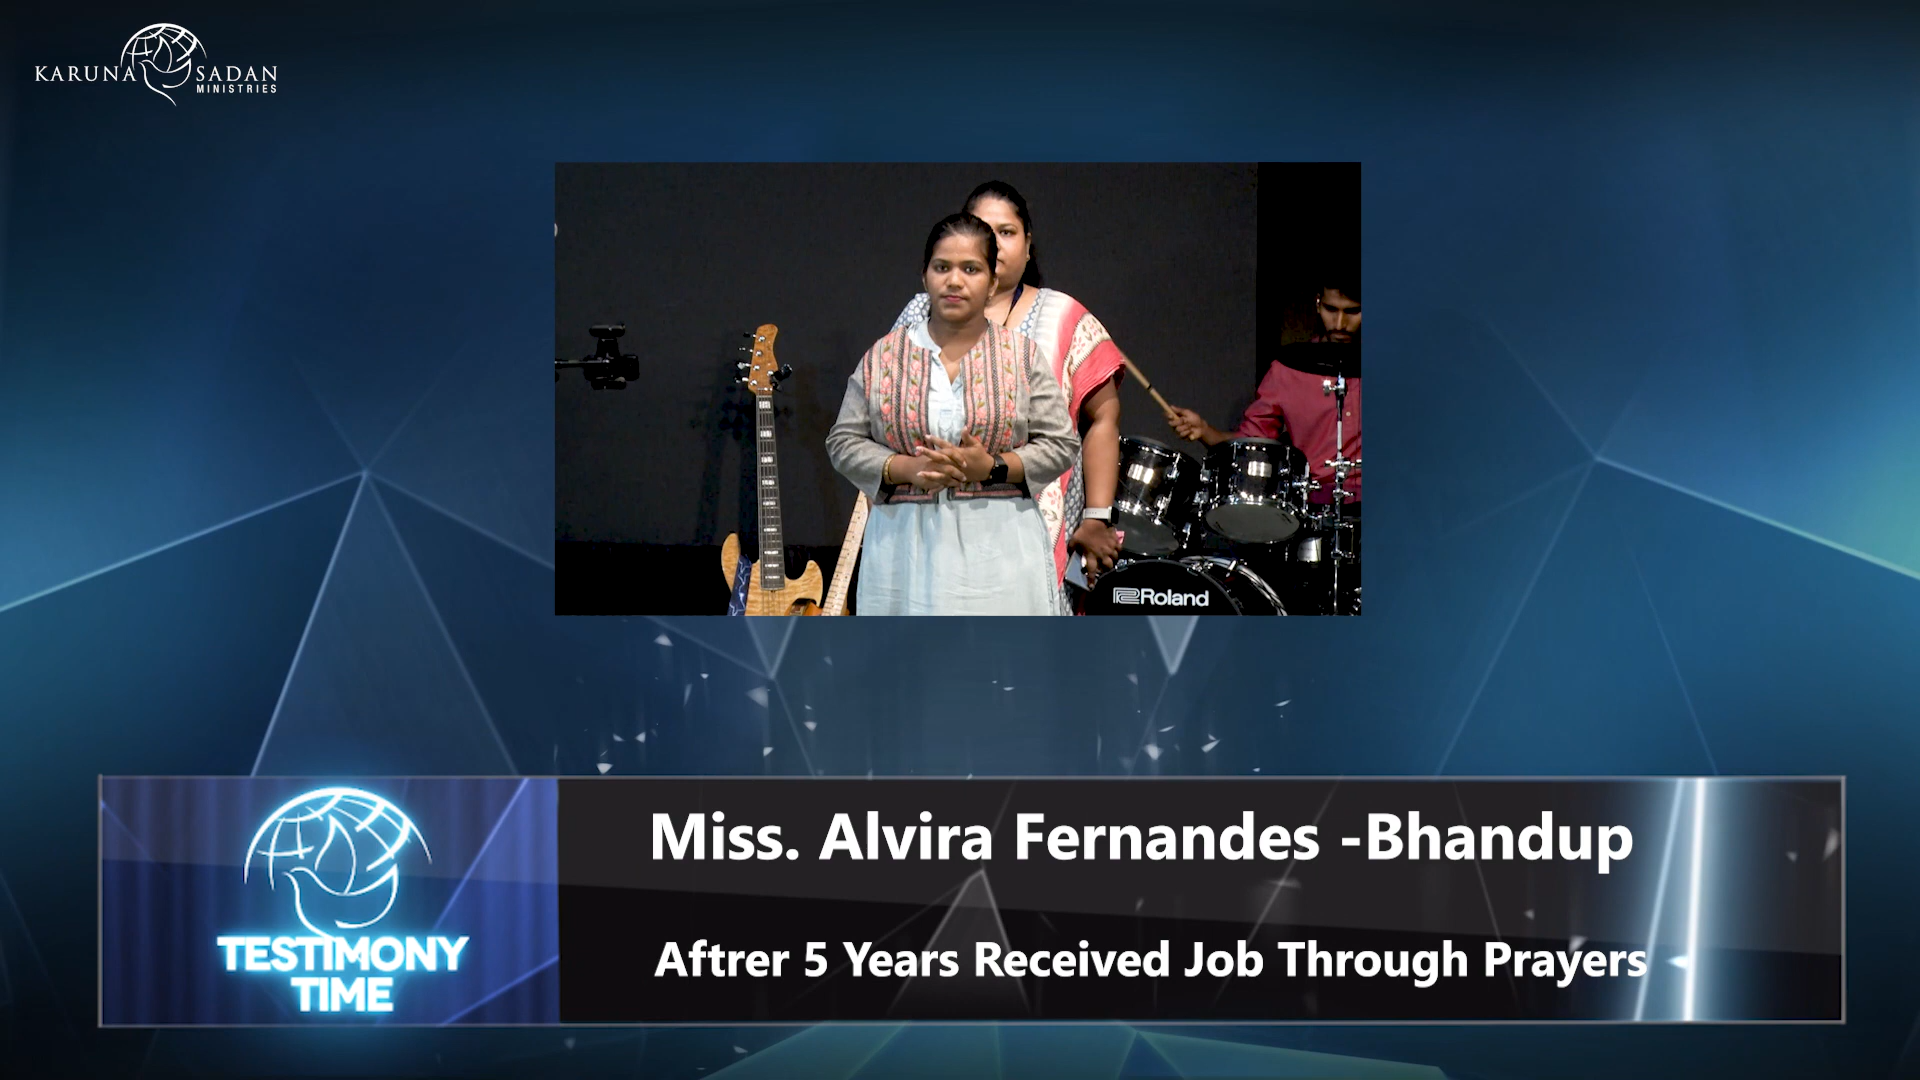 KARUNA SADAN
MINISTRIES
Roland
Miss. Alvira Fernandes -Bhandup
TESTIMONY
TIME
Aftrer 5 Years Received Job Through Prayers